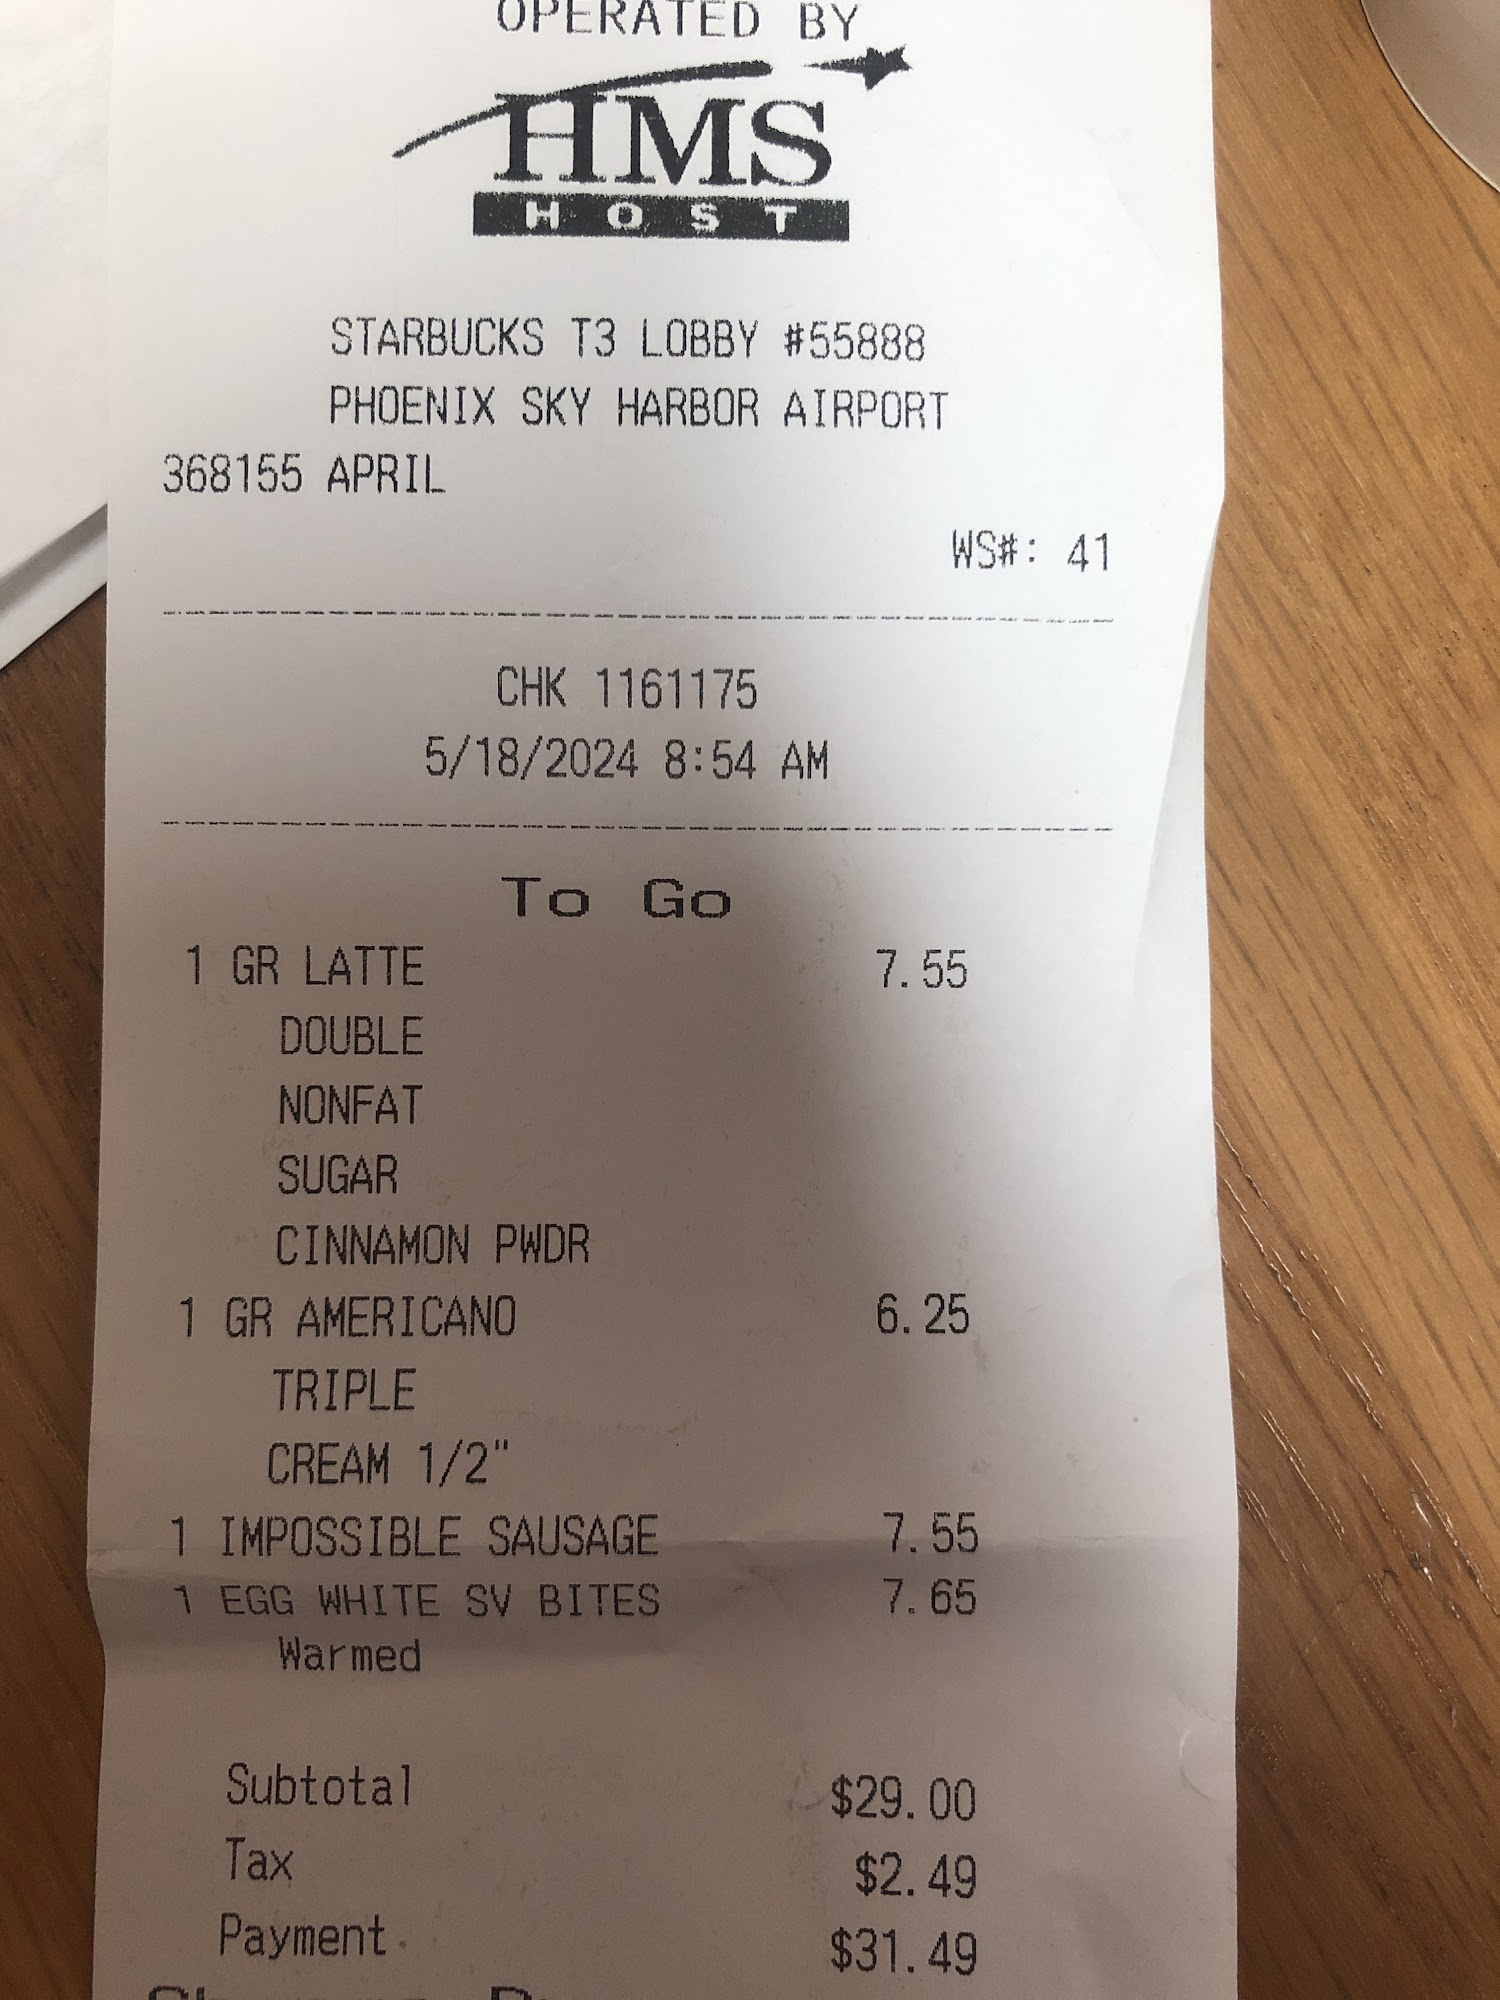 OPERATED BY
HMS
HOST
STARBUCKS T3 LOBBY #55888
PHOENIX SKY HARBOR AIRPORT
368155 APRIL
WS#: 41
CHK 1161175
5/18/2024 8:54 AM
To Go
1 GR LATTE 7.55
DOUBLE
NONFAT
SUGAR
CINNAMON PWDR
1 GR AMERICANO 6.25
TRIPLE
CREAM 1/2"
1 IMPOSSIBLE SAUSAGE 7.55
1 EGG WHITE SV BITES 7.65
Warmed
Subtotal $29.00
Tax $2.49
Payment $31.49